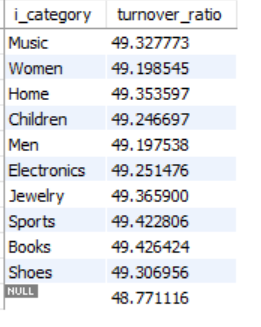 i_category turnover_ratio
Music 49.327773
Women 49.198545
Home 49.353597
Children 49.246697
Men 49.197538
Electronics 49.251476
Jewelry 49.365900
Sports 49.422806
Books 49.426424
Shoes 49.306956
NULL 48.771116